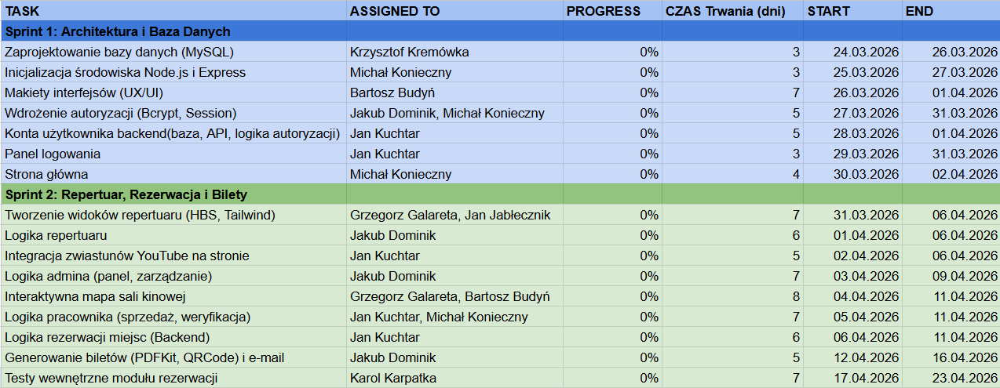 TASK ASSIGNED TO PROGRESS CZAS Trwania (dni) START END
Sprint 1: Architektura i Baza Danych
Zaprojektowanie bazy danych (MySQL) Krzysztof Kremówka 0% 3 24.03.2026 26.03.2026
Inicjalizacja środowiska Node.js i Express Michał Konieczny 0% 3 25.03.2026 27.03.2026
Makiety interfejsów (UX/UI) Bartosz Budyń 0% 7 26.03.2026 01.04.2026
Wdrożenie autoryzacji (Bcrypt, Session) Jakub Dominik, Michał Konieczny 0% 5 27.03.2026 31.03.2026
Konta użytkownika backend(baza, API, logika autoryzacji) Jan Kuchtar 0% 5 28.03.2026 01.04.2026
Panel logowania Jan Kuchtar 0% 3 29.03.2026 31.03.2026
Strona główna Michał Konieczny 0% 4 30.03.2026 02.04.2026
Sprint 2: Repertuar, Rezerwacja i Bilety
Tworzenie widoków repertuaru (HBS, Tailwind) Grzegorz Galareta, Jan Jabłecznik 0% 7 31.03.2026 06.04.2026
Logika repertuaru Jakub Dominik 0% 6 01.04.2026 06.04.2026
Integracja zwiastunów YouTube na stronie Jan Kuchtar 0% 5 02.04.2026 06.04.2026
Logika admina (panel, zarządzanie) Jakub Dominik 0% 7 03.04.2026 09.04.2026
Interaktywna mapa sali kinowej Grzegorz Galareta, Bartosz Budyń 0% 8 04.04.2026 11.04.2026
Logika pracownika (sprzedaż, weryfikacja) Jan Kuchtar, Michał Konieczny 0% 7 05.04.2026 11.04.2026
Logika rezerwacji miejsc (Backend) Jan Kuchtar 0% 6 06.04.2026 11.04.2026
Generowanie biletów (PDFKit, QRCode) i e-mail Jakub Dominik 0% 5 12.04.2026 16.04.2026
Testy wewnętrzne modułu rezerwacji Karol Karpatka 0% 7 17.04.2026 23.04.2026